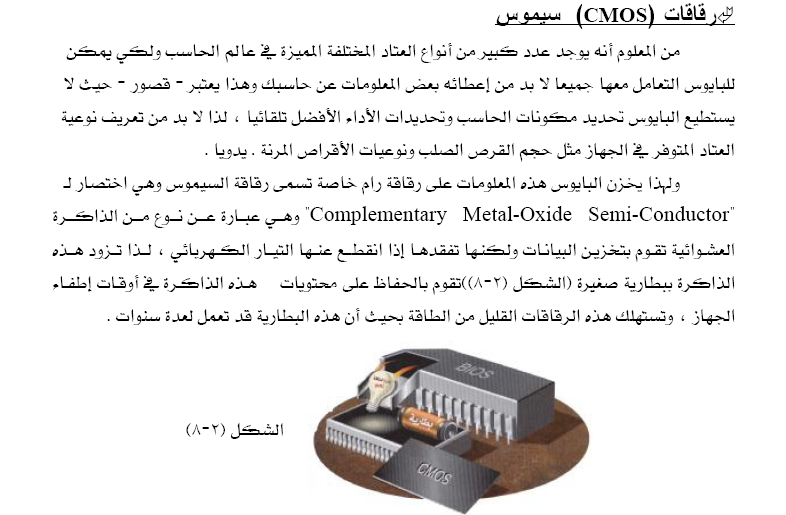 رقاقات (CMOS) سيموس
من المعلوم أنه يوجد عدد كبير من أنواع العتاد المختلفة المميزة في عالم الحاسب ولكي يمكن
للبايوس التعامل معها جميعا لا بد من إعطائه بعض المعلومات عن حاسبك وهذا يعتبر - قصور - حيث لا
يستطيع البايوس تحديد مكونات الحاسب وتحديدات الأداء الأفضل تلقائيا ، لذا لا بد من تعريف نوعية
العتاد المتوفر في الجهاز مثل حجم القرص الصلب ونوعيات الأقراص المرنة . يدويا .
ولهذا يخزن البايوس هذه المعلومات على رقاقة رام خاصة تسمى رقاقة السيموس وهي اختصار لـ
"Complementary Metal-Oxide Semi-Conductor" وهي عبارة عن نوع من الذاكرة
العشوائية تقوم بتخزين البيانات ولكنها تفقدها إذا انقطع عنها التيار الكهربائي ، لذا تزود هذه
الذاكرة ببطارية صغيرة (الشكل (٢-٨))تقوم بالحفاظ على محتويات هذه الذاكرة في أوقات إطفاء
الجهاز ، وتستهلك هذه الرقاقات القليل من الطاقة بحيث أن هذه البطارية قد تعمل لعدة سنوات .
BIOS
بطارية
الشكل (٢-٨)
CMOS